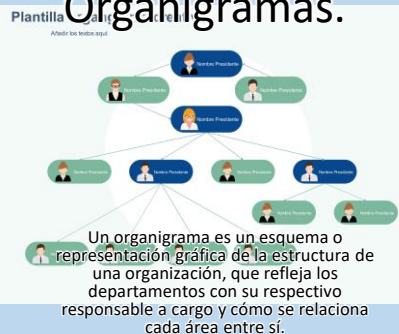 Organigramas.
Plantilla
Añadir los textos aquí
Nombre Presidente
Nombre Presidente
Nombre Presidente
Nombre Presidente
Nombre Presidente
Nombre Presidente
Nombre Presidente
Nombre Presidente
Nombre Presidente
Nombre Presidente
Un organigrama es un esquema o
representación gráfica de la estructura de
una organización, que refleja los
departamentos con su respectivo
responsable a cargo y cómo se relaciona
cada área entre sí.